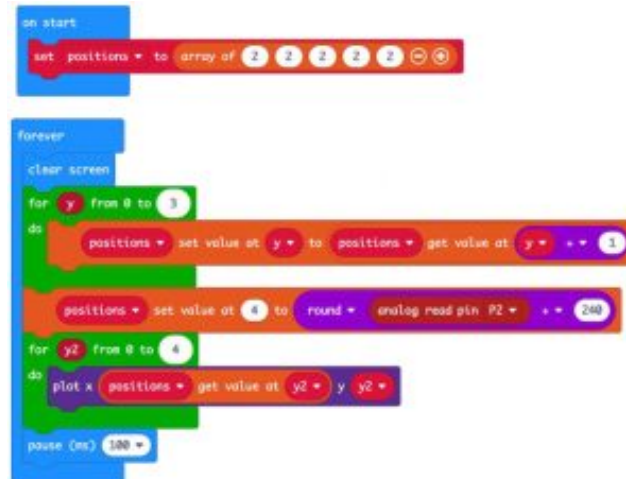 on start
set positions to array of 2 2 2 2 2
forever
clear screen
for y from 0 to 3
do
positions set value at y to positions get value at y + 1
positions set value at 4 to round analog read pin P2 240
for y2 from 0 to 4
do
plot x positions get value at y2 y y2
pause (ms) 100